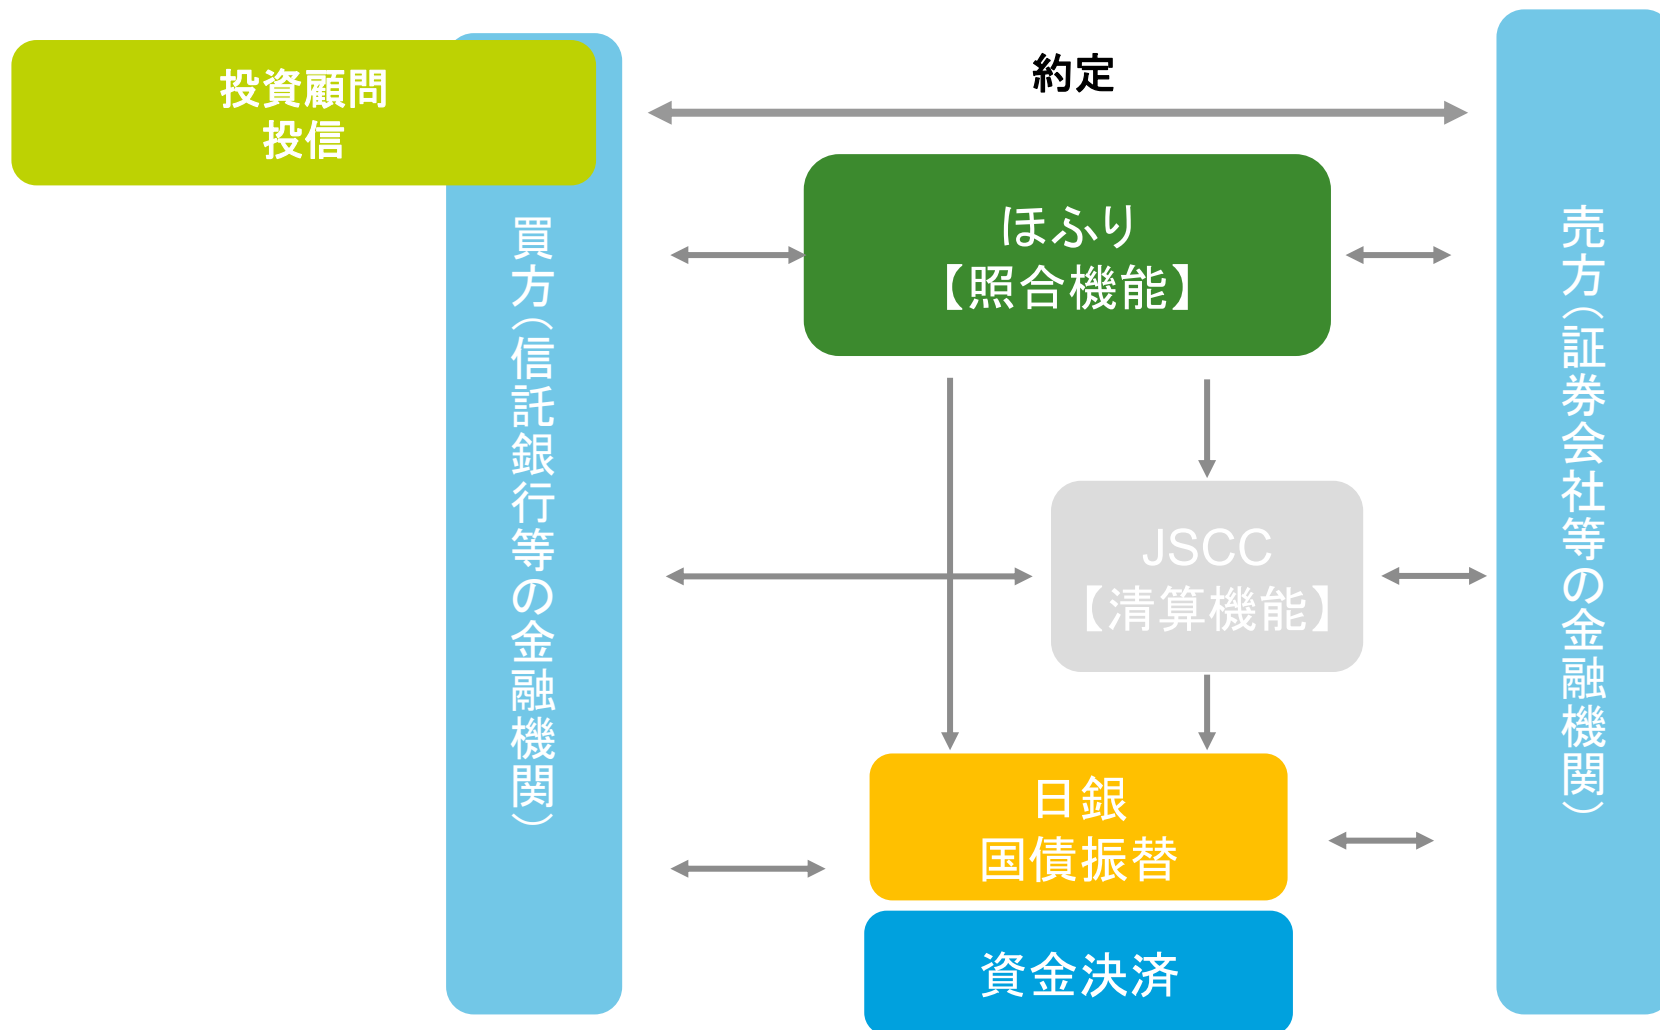 投資顧問
投信
約定
買方（信託銀行等の金融機関）
ほふり
【照合機能】
売方（証券会社等の金融機関）
JSCC
【清算機能】
日銀
国債振替
資金決済